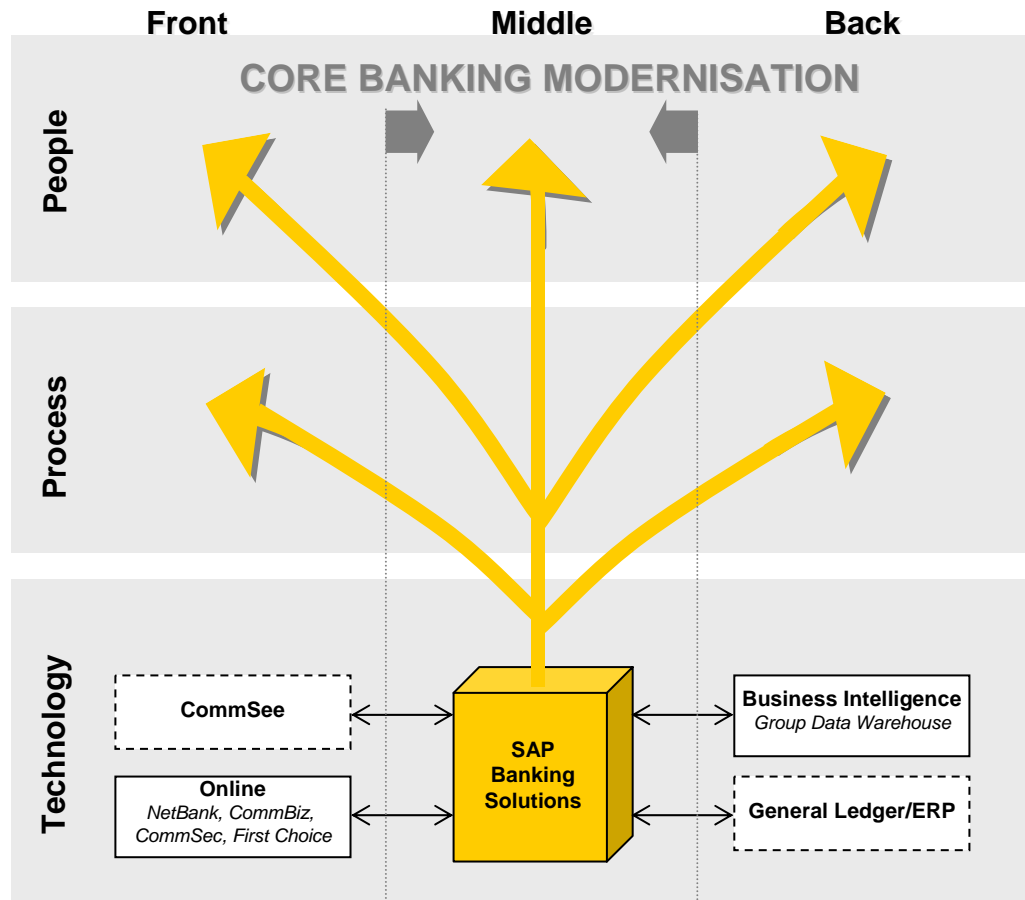 Front Middle Back
CORE BANKING MODERNISATION
People
Process
Technology
CommSee
Online
NetBank, CommBiz,
CommSec, First Choice
SAP
Banking
Solutions
Business Intelligence
Group Data Warehouse
General Ledger/ERP